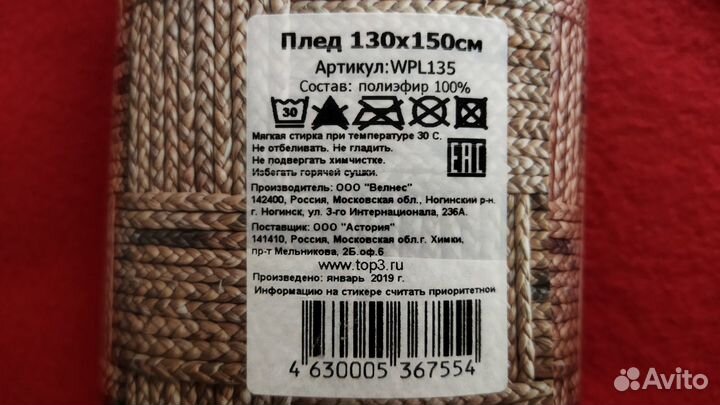 Плед 130х150см
Артикул:WPL135
Состав: полиэфир 100%
30
Мягкая стирка при температуре 30 С.
Не отбеливать. Не гладить.
Не подвергать химчистке.
Избегать горячей сушки.
EAC
Производитель: ООО "Велнес"
142400, Россия, Московская обл., Ногинский р-н.
г. Ногинск, ул. 3-го Интернационала, 236А.
Поставщик: ООО "Астория"
141410, Россия, Московская обл.г. Химки,
пр-т Мельникова, 2Б.оф.6
www.top3.ru
Произведено: январь 2019 г.
Информацию на стикере считать приоритетной
4 630005 367554
Avito